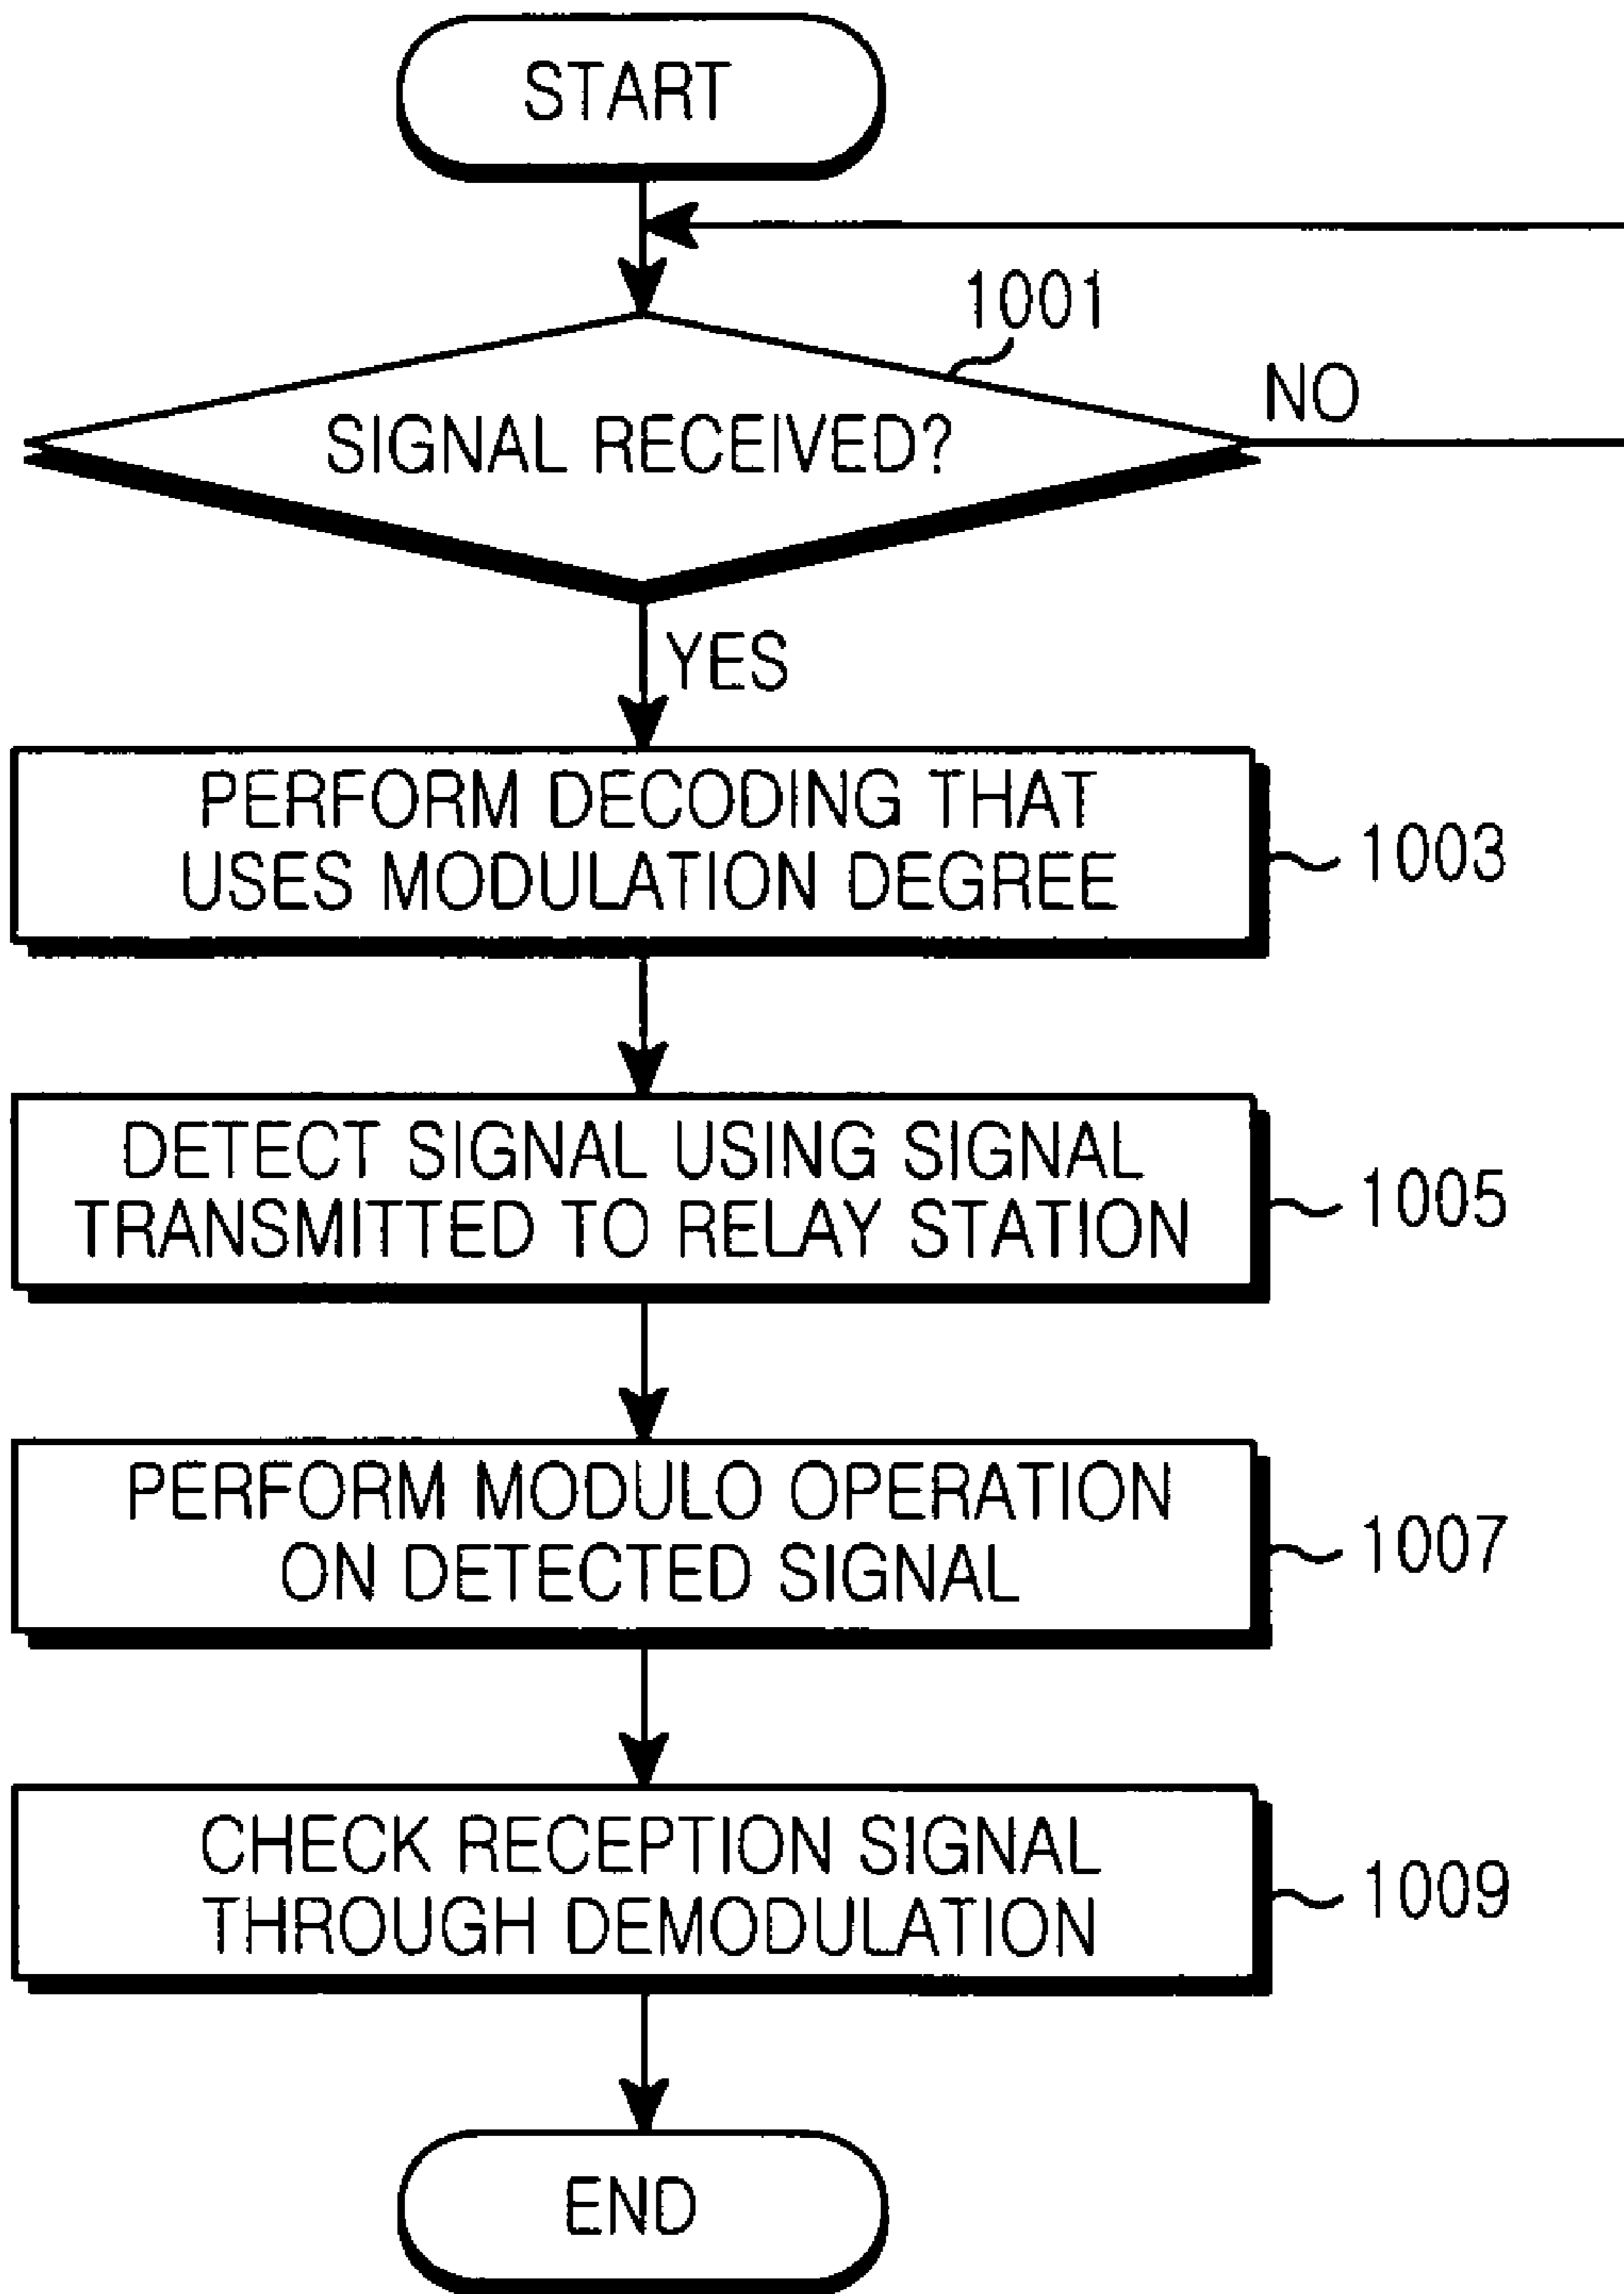 START
1001
SIGNAL RECEIVED?
NO
YES
PERFORM DECODING THAT
USES MODULATION DEGREE
1003
DETECT SIGNAL USING SIGNAL
TRANSMITTED TO RELAY STATION
1005
PERFORM MODULO OPERATION
ON DETECTED SIGNAL
1007
CHECK RECEPTION SIGNAL
THROUGH DEMODULATION
1009
END